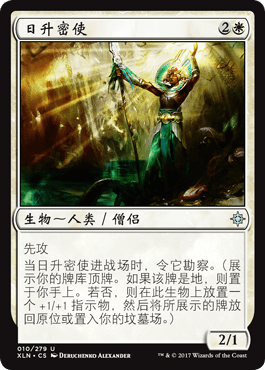 日升密使 2
生物～人类 / 僧侣
先攻
当日升密使进战场时，令它勘察。（展
示你的牌库顶牌。如果该牌是地，则置
于你手上。若否，则在此生物上放置一
个 +1/+1 指示物，然后将所展示的牌放
回原位或置入你的坟墓场。）
2/1
010/279 U
XLN • CS Deruchenko Alexander
™ & © 2017 Wizards of the Coast